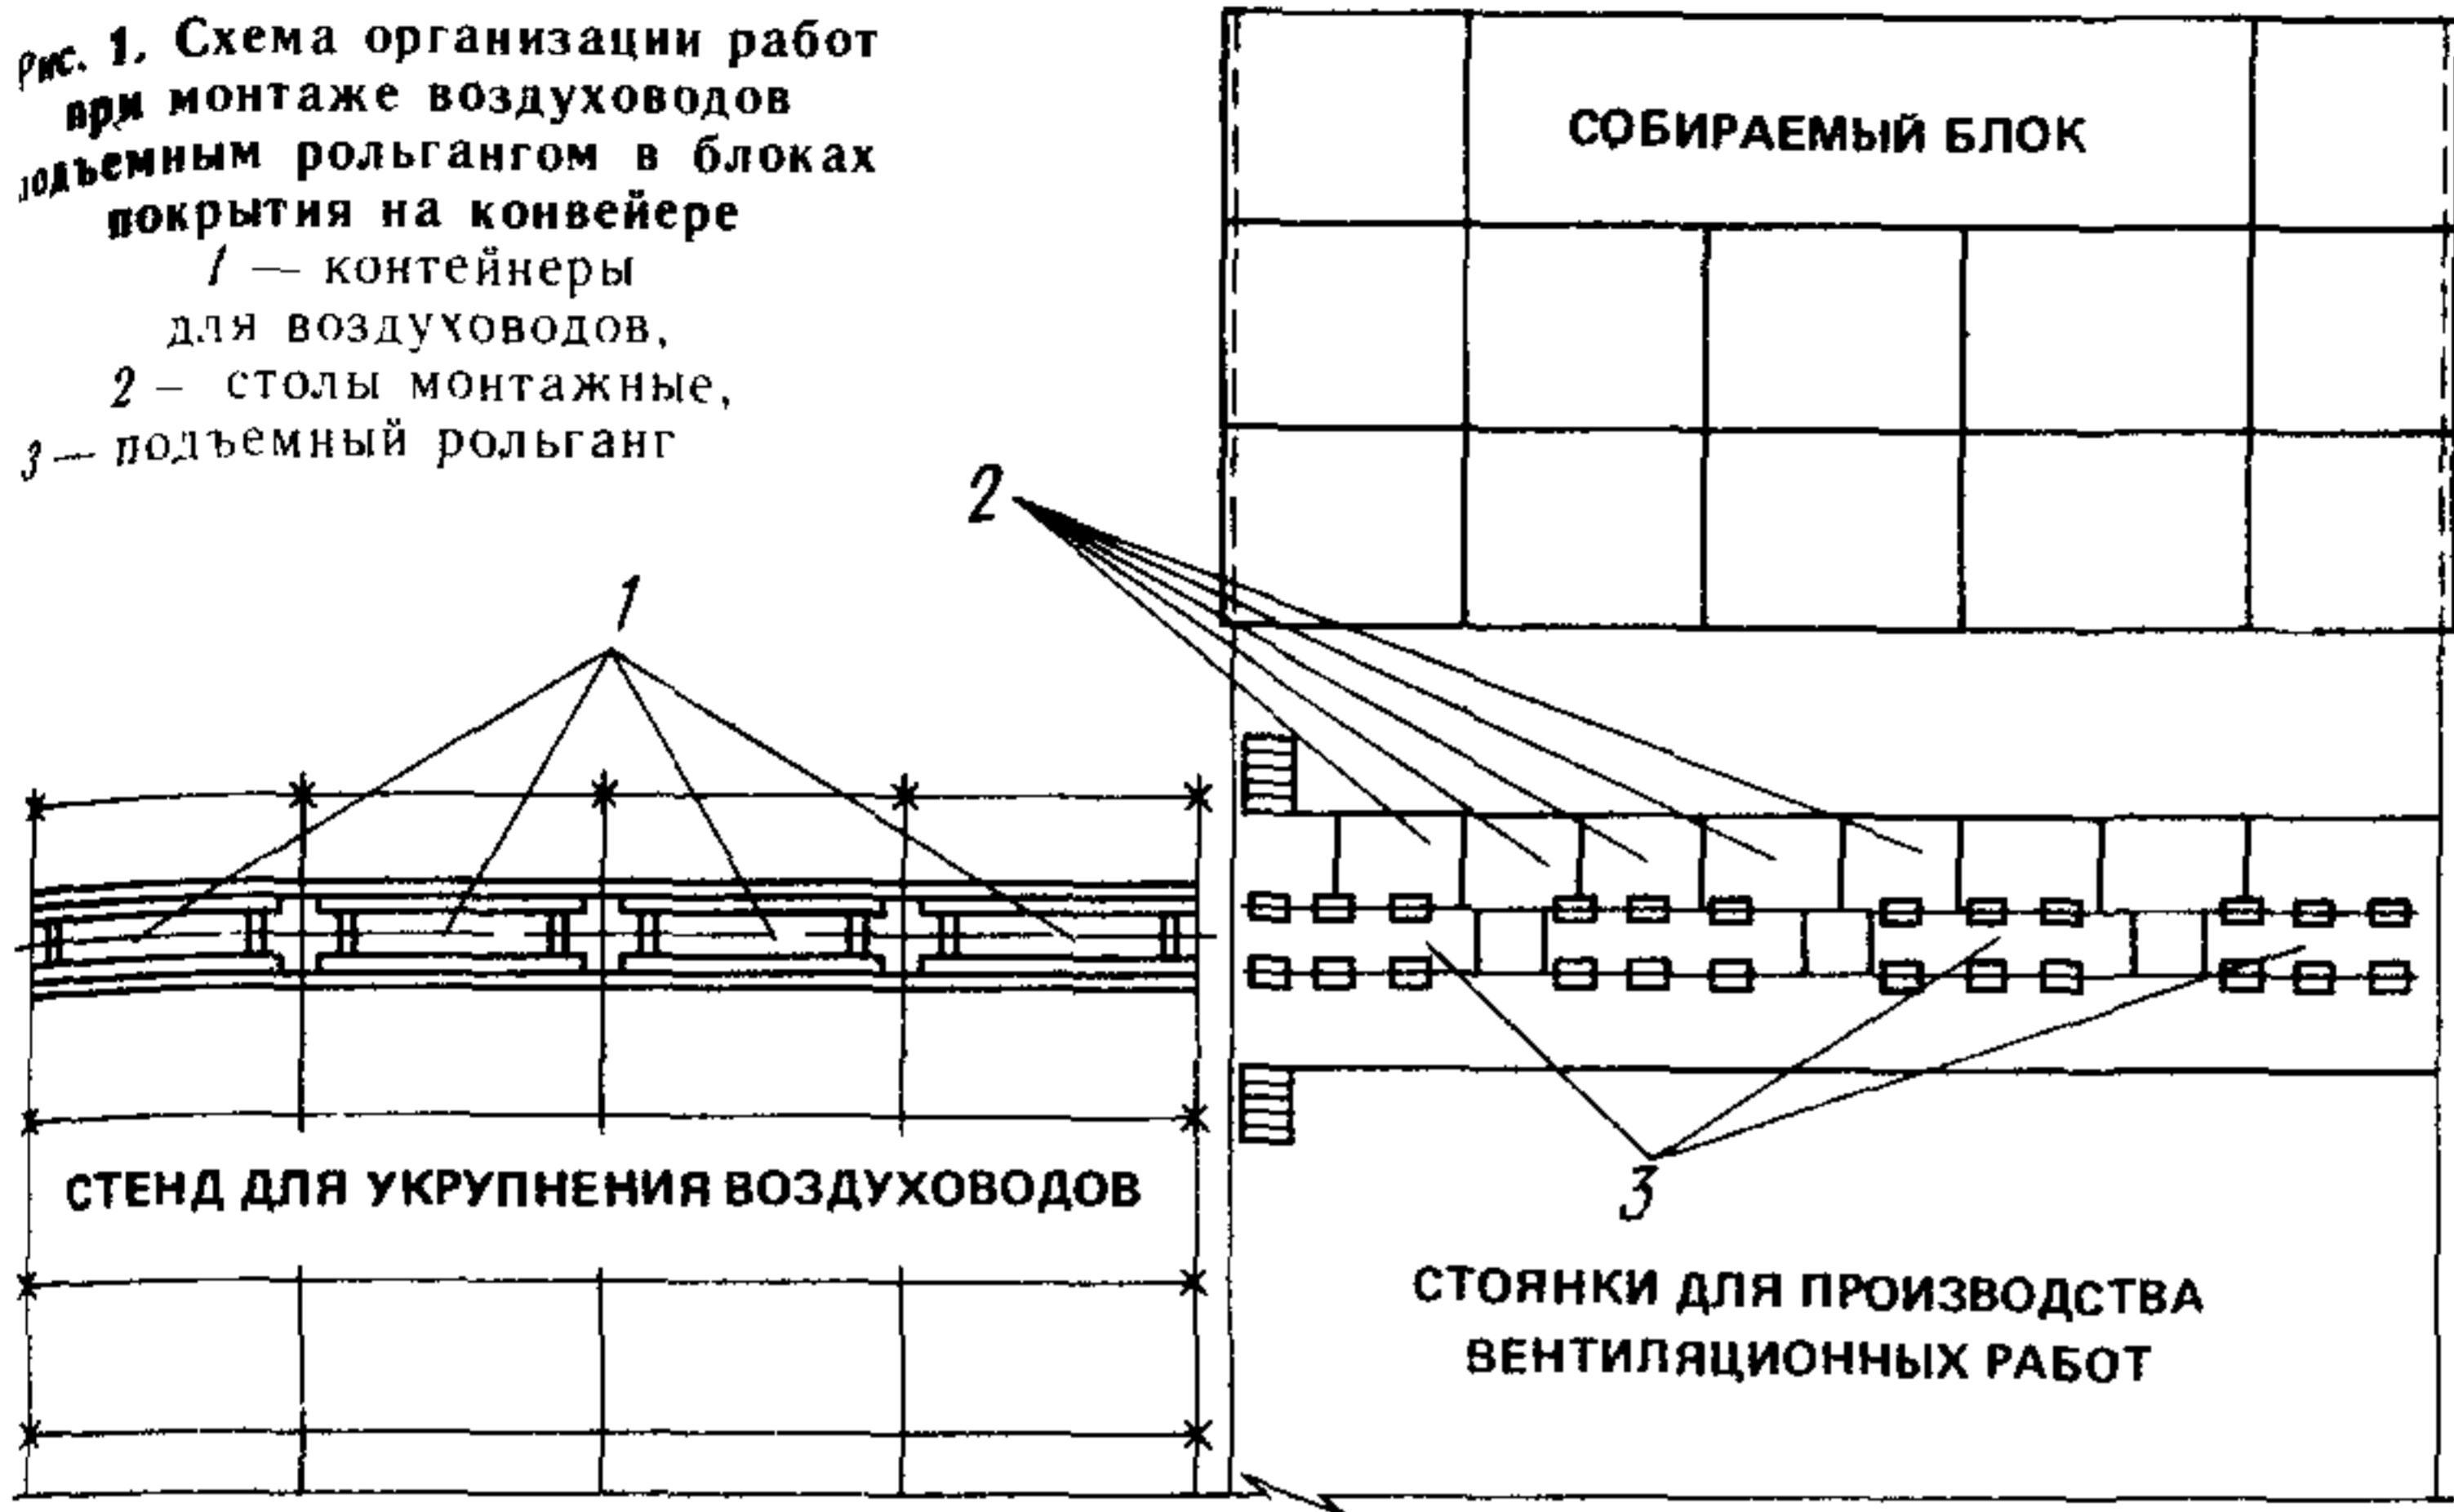 Рис. 1. Схема организации работ
при монтаже воздуховодов
подъемным рольгангом в блоках
покрытия на конвейере
1 — контейнеры
для воздуховодов,
2 — столы монтажные,
3 — подъемный рольганг
СОБИРАЕМЫЙ БЛОК
2
1
СТЕНД ДЛЯ УКРУПНЕНИЯ ВОЗДУХОВОДОВ
3
СТОЯНКИ ДЛЯ ПРОИЗВОДСТВА
ВЕНТИЛЯЦИОННЫХ РАБОТ